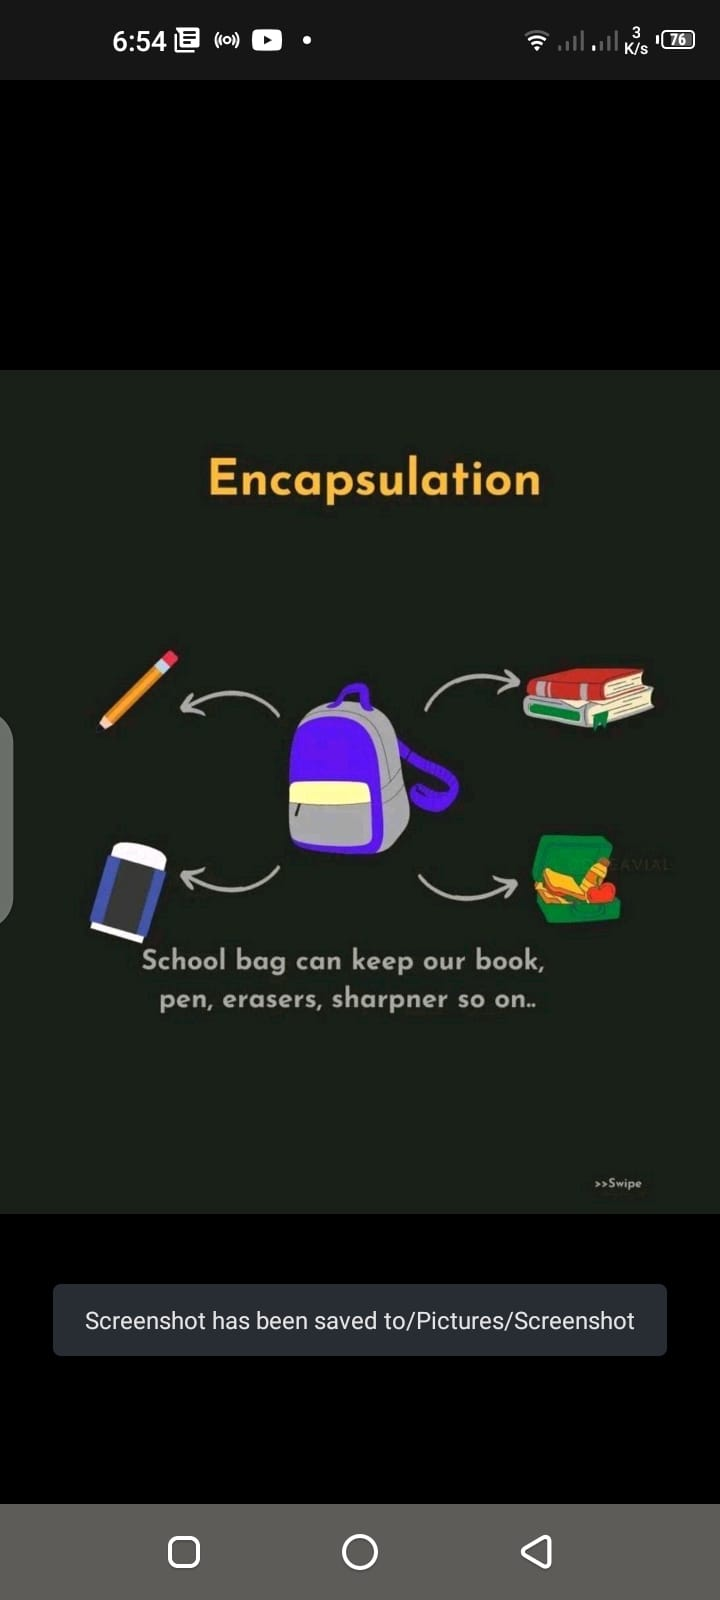 6:54
3
K/s
76
Encapsulation
School bag can keep our book,
pen, erasers, sharpner so on..
>>Swipe
Screenshot has been saved to/Pictures/Screenshot